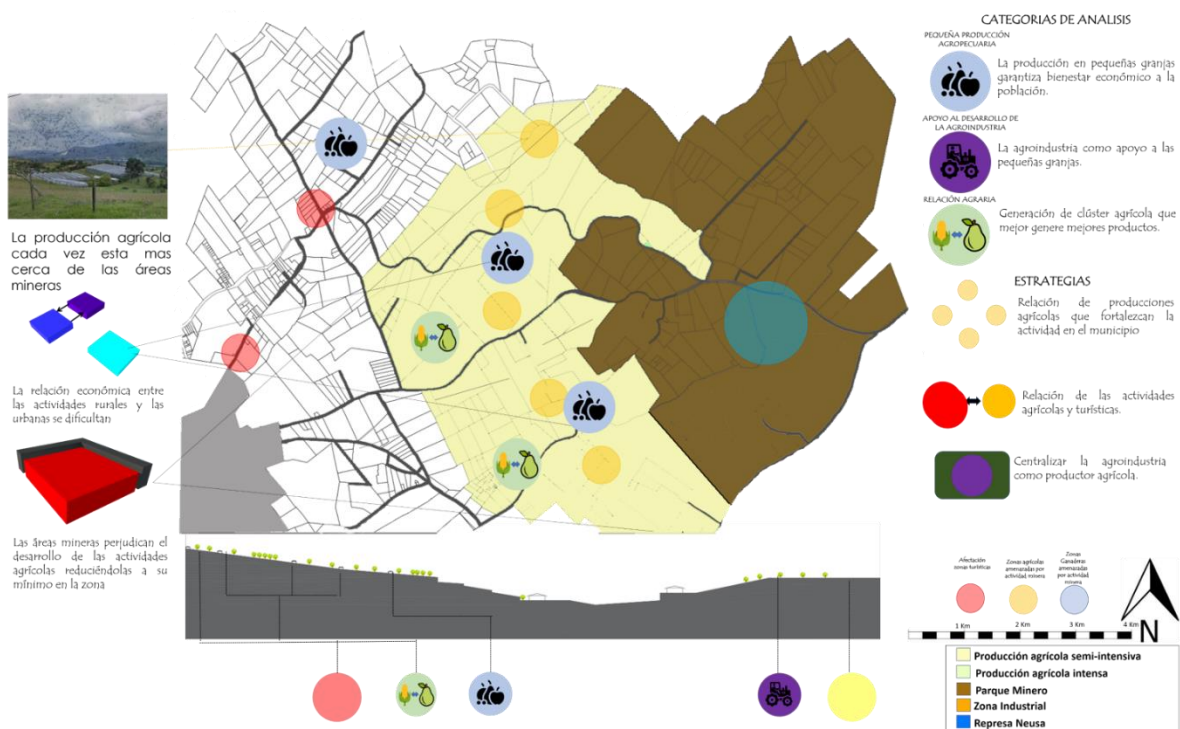 La producción agrícola
cada vez esta mas
cerca de las áreas
mineras
La relación económica entre
las actividades rurales y las
urbanas se dificultan
Las áreas mineras perjudican el
desarrollo de las actividades
agrícolas reduciéndolas a su
mínimo en la zona
CATEGORIAS DE ANALISIS
PEQUEÑA PRODUCCIÓN
AGROPECUARIA
La producción en pequeñas granjas
garantiza bienestar económico a la
población.
APOYO AL DESARROLLO DE
LA AGROINDUSTRIA
La agroindustria como apoyo a las
pequeñas granjas.
RELACIÓN AGRARIA
Generación de clúster agrícola que
mejor genere mejores productos.
ESTRATEGIAS
Relación de producciones
agrícolas que fortalezcan la
actividad en el municipio
Relación de las actividades
agrícolas y turísticas.
Centralizar la agroindustria
como productor agrícola.
Afectación
zonas turísticas
Zonas agrícolas
amenazadas por
actividad minera
Zonas
Ganaderas
amenazadas
por actividad
minera
1 Km
2 Km
3 Km
4 Km
N
Producción agrícola semi-intensiva
Producción agrícola intensa
Parque Minero
Zona Industrial
Represa Neusa